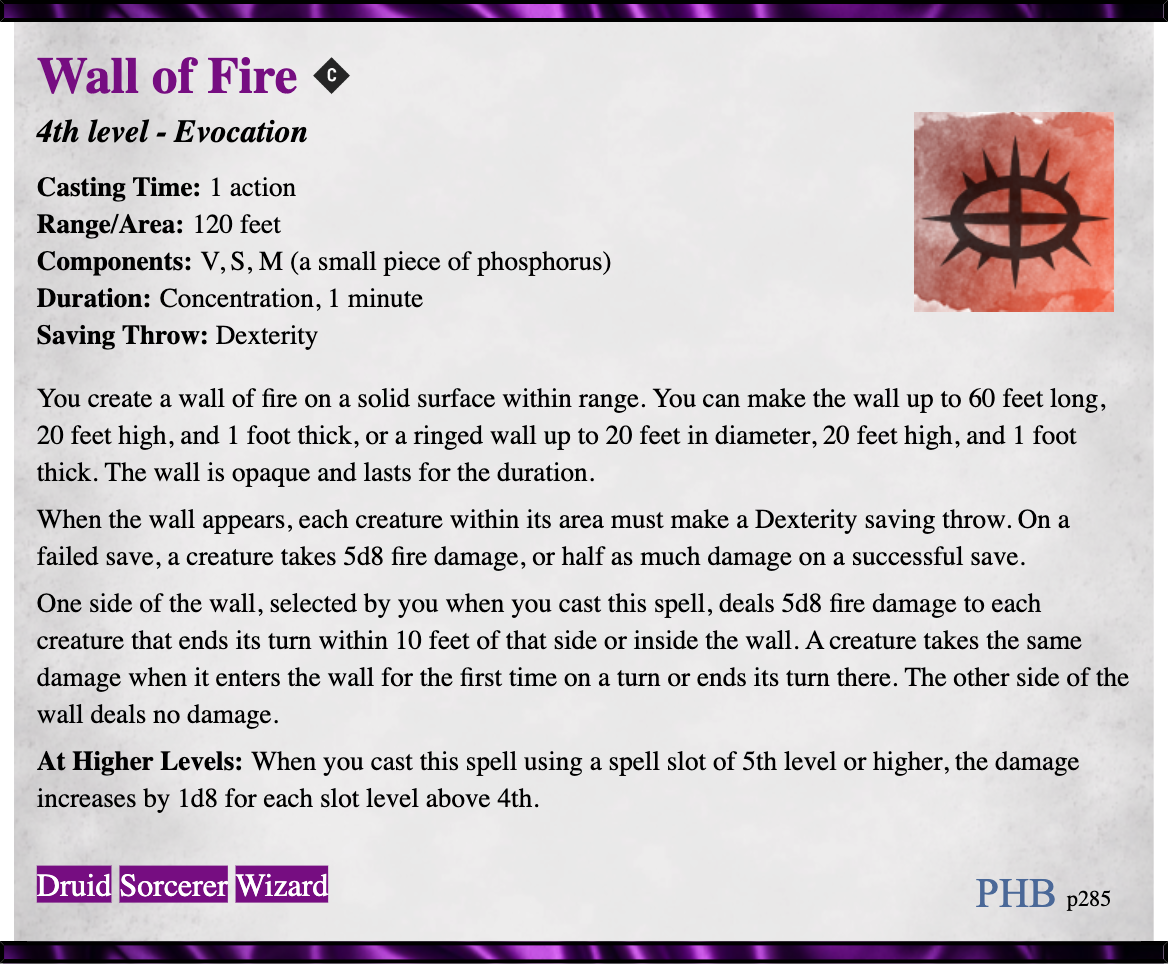 Wall of Fire C
4th level - Evocation
Casting Time: 1 action
Range/Area: 120 feet
Components: V, S, M (a small piece of phosphorus)
Duration: Concentration, 1 minute
Saving Throw: Dexterity
You create a wall of fire on a solid surface within range. You can make the wall up to 60 feet long,
20 feet high, and 1 foot thick, or a ringed wall up to 20 feet in diameter, 20 feet high, and 1 foot
thick. The wall is opaque and lasts for the duration.
When the wall appears, each creature within its area must make a Dexterity saving throw. On a
failed save, a creature takes 5d8 fire damage, or half as much damage on a successful save.
One side of the wall, selected by you when you cast this spell, deals 5d8 fire damage to each
creature that ends its turn within 10 feet of that side or inside the wall. A creature takes the same
damage when it enters the wall for the first time on a turn or ends its turn there. The other side of the
wall deals no damage.
At Higher Levels: When you cast this spell using a spell slot of 5th level or higher, the damage
increases by 1d8 for each slot level above 4th.
Druid Sorcerer Wizard
PHB p285